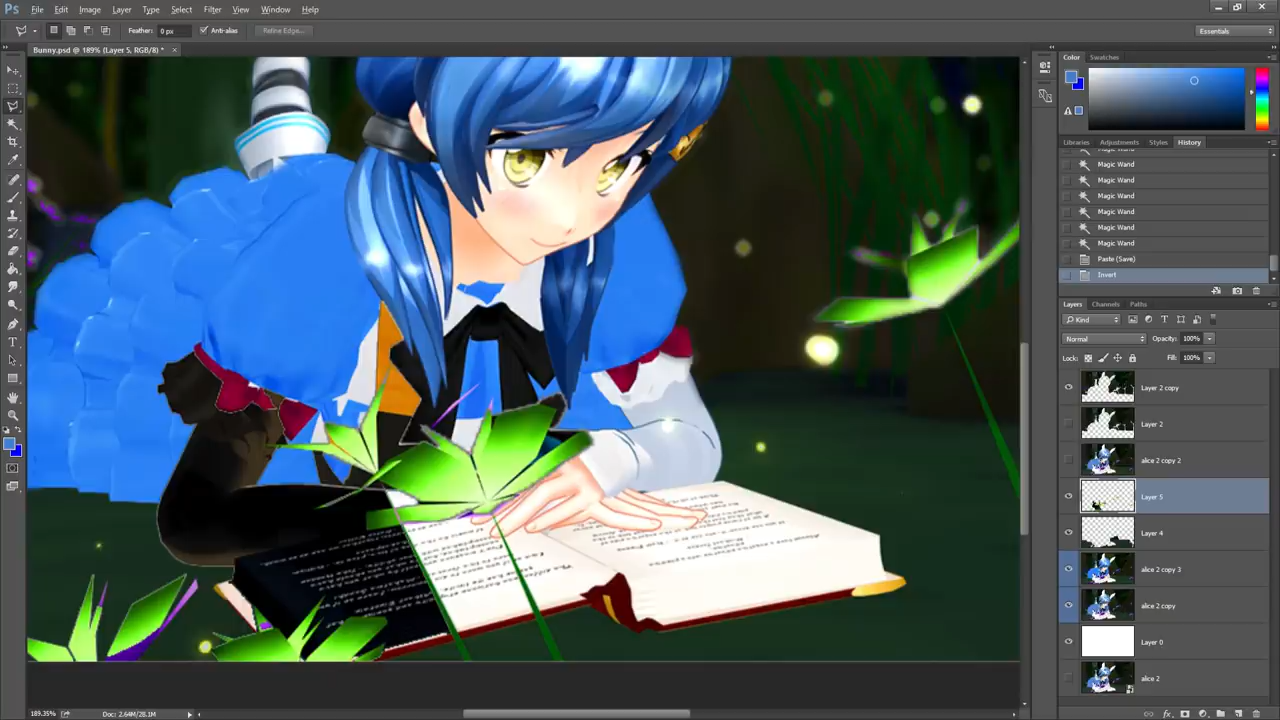 Ps File Edit Image Layer Type Select Filter View Window Help
Feather: 0 px Anti-alias Refine Edge... Essentials
Bunny.psd @ 189% (Layer 5, RGB/8) * ×
Color Swatches
Libraries Adjustments Styles History
Magic Wand
Magic Wand
Magic Wand
Magic Wand
Magic Wand
Magic Wand
Paste (Save)
Invert
Layers Channels Paths
Kind
Normal Opacity: 100%
Lock: Fill: 100%
Layer 2 copy
Layer 2
alice 2 copy 2
Layer 5
Layer 4
alice 2 copy 3
alice 2 copy
Layer 0
alice 2
189.35% Doc: 2.64M/28.1M